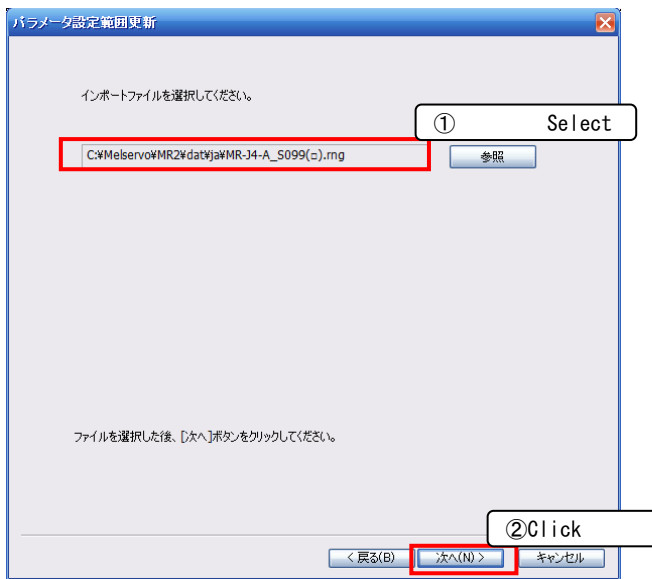 パラメータ設定範囲更新
インポートファイルを選択してください。
① Select
C:¥Melservo¥MR2¥dat¥ja¥MR-J4-A_S099(□).rng
参照
ファイルを選択した後、[次へ]ボタンをクリックしてください。
②Click
< 戻る(B)
次へ(N) >
キャンセル